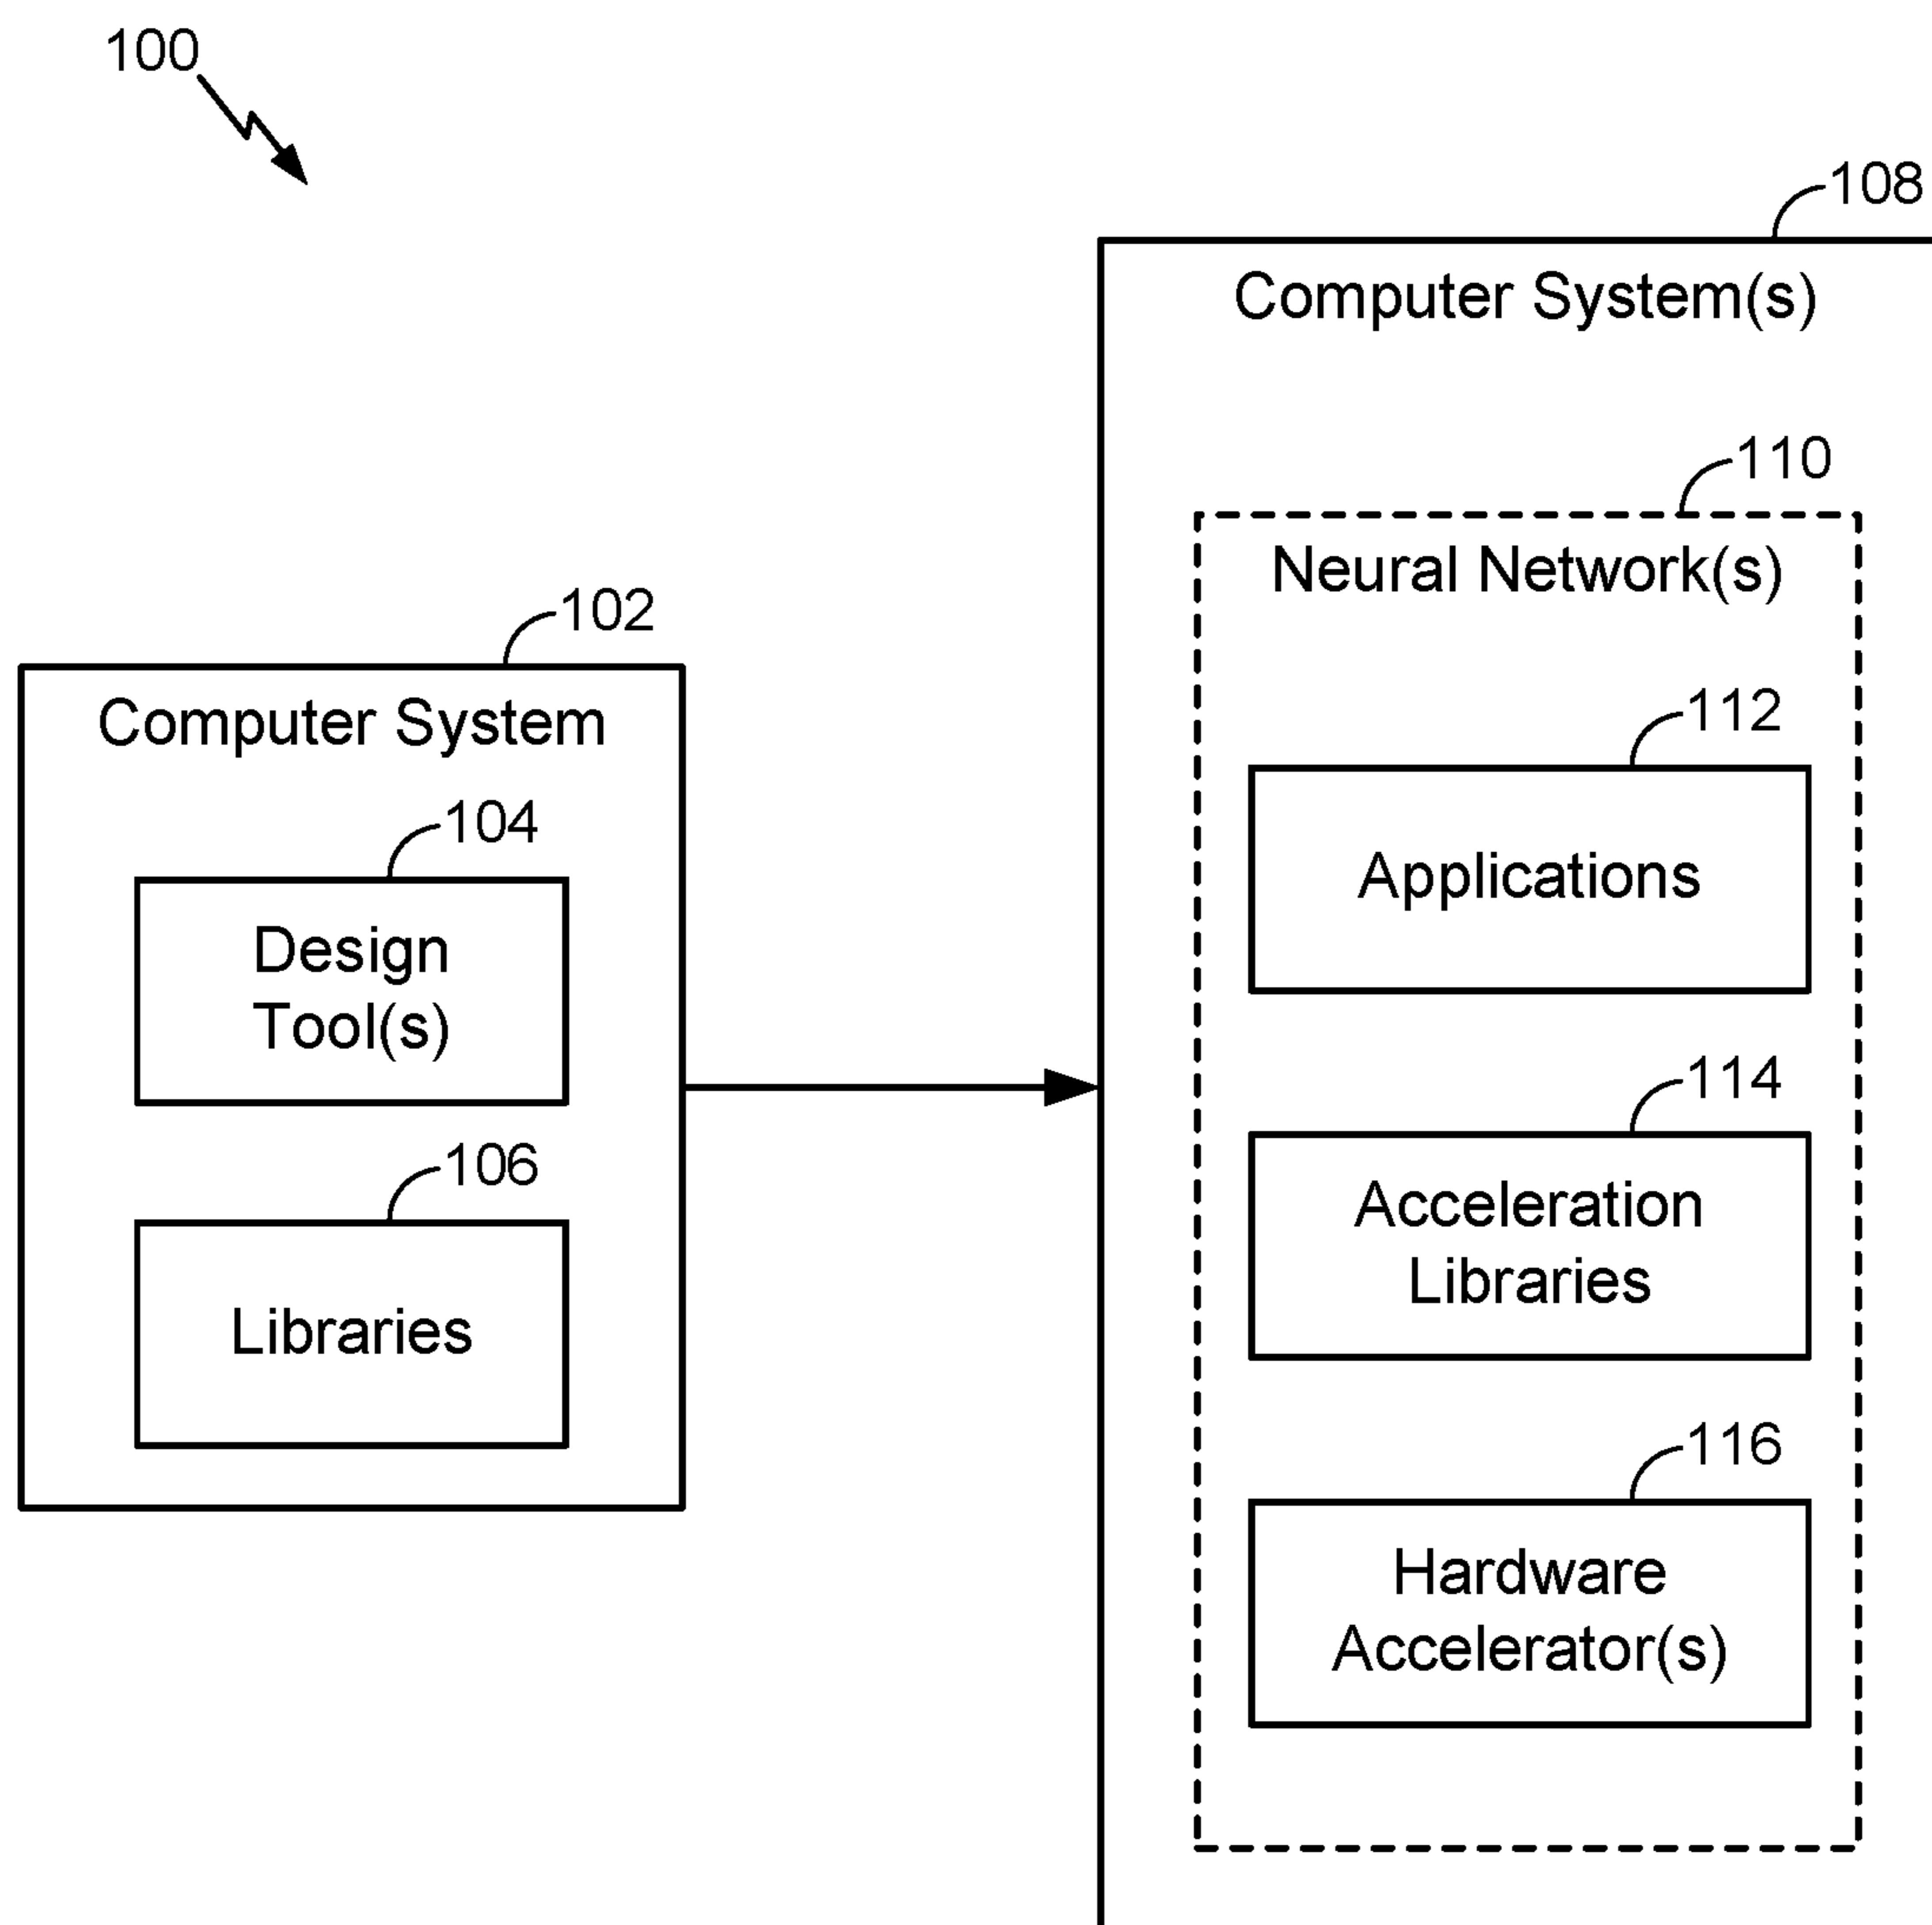 100
108
Computer System(s)
110
Neural Network(s)
102
Computer System
112
Applications
104
Design
Tool(s)
114
Acceleration
Libraries
106
Libraries
116
Hardware
Accelerator(s)